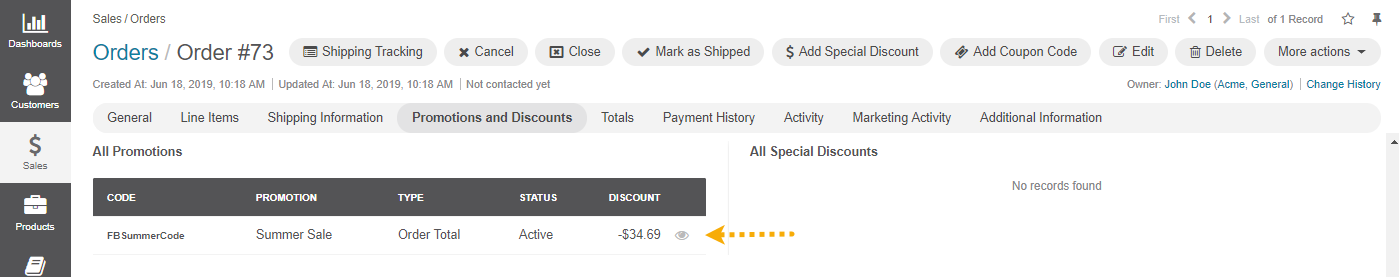 Dashboards
Customers
Sales
Products
Sales / Orders
First 1 Last of 1 Record
Orders / Order #73
Shipping Tracking Cancel Close Mark as Shipped Add Special Discount Add Coupon Code Edit Delete More actions
Created At: Jun 18, 2019, 10:18 AM Updated At: Jun 18, 2019, 10:18 AM Not contacted yet
Owner: John Doe (Acme, General) Change History
General Line Items Shipping Information Promotions and Discounts Totals Payment History Activity Marketing Activity Additional Information
All Promotions
CODE PROMOTION TYPE STATUS DISCOUNT
FBSummerCode Summer Sale Order Total Active -$34.69
All Special Discounts
No records found